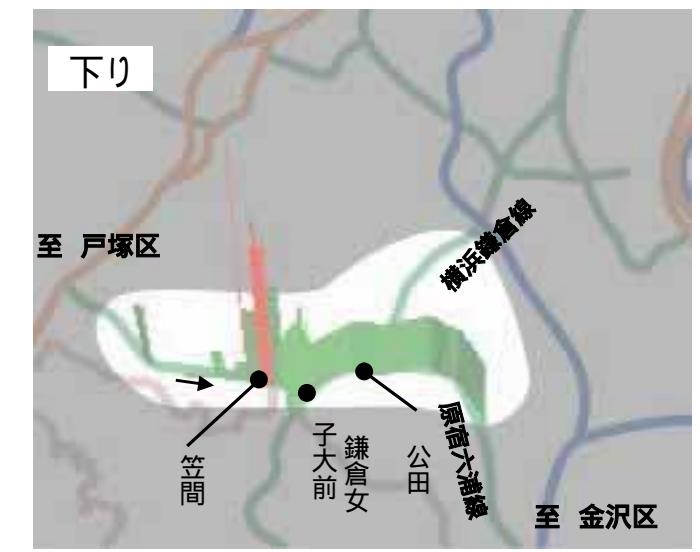 下り
至 戸塚区
横浜鎌倉線
原宿六浦線
笠間
鎌倉女
子大前
公田
至 金沢区